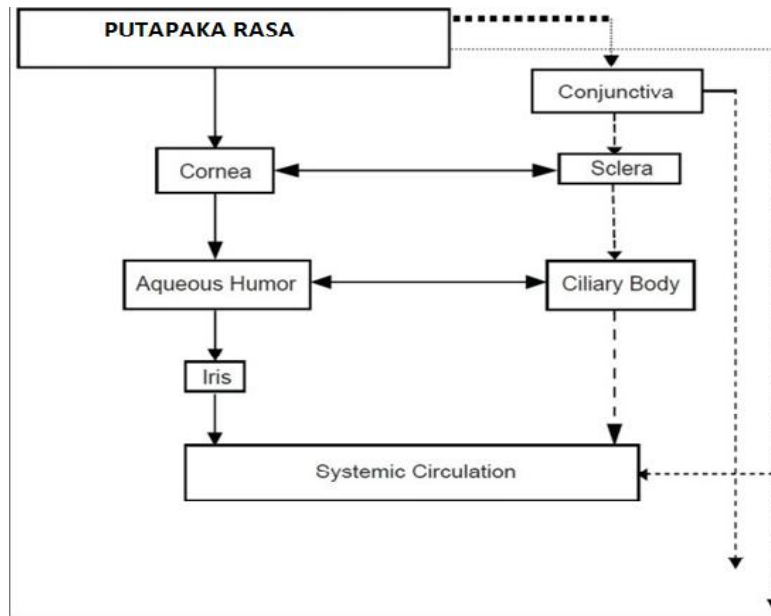 PUTAPAKA RASA
Conjunctiva
Cornea
Sclera
Aqueous Humor
Ciliary Body
Iris
Systemic Circulation